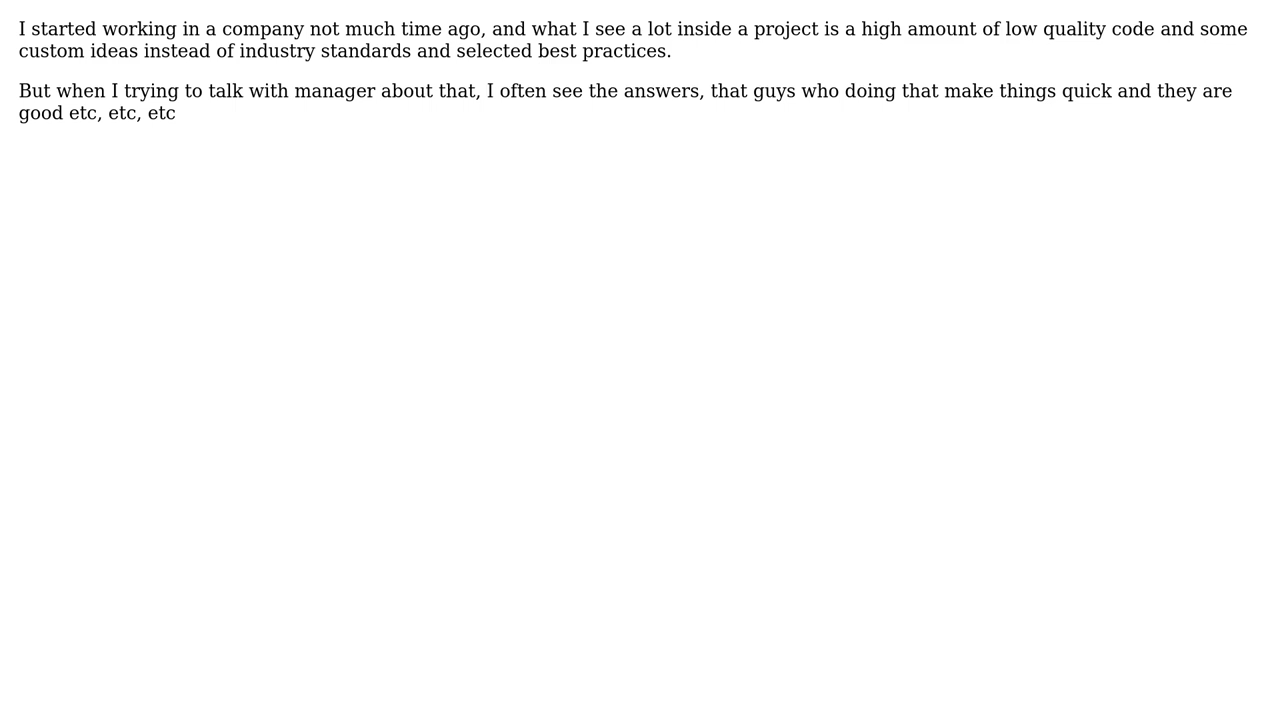 I started working in a company not much time ago, and what I see a lot inside a project is a high amount of low quality code and some
custom ideas instead of industry standards and selected best practices.
But when I trying to talk with manager about that, I often see the answers, that guys who doing that make things quick and they are
good etc, etc, etc